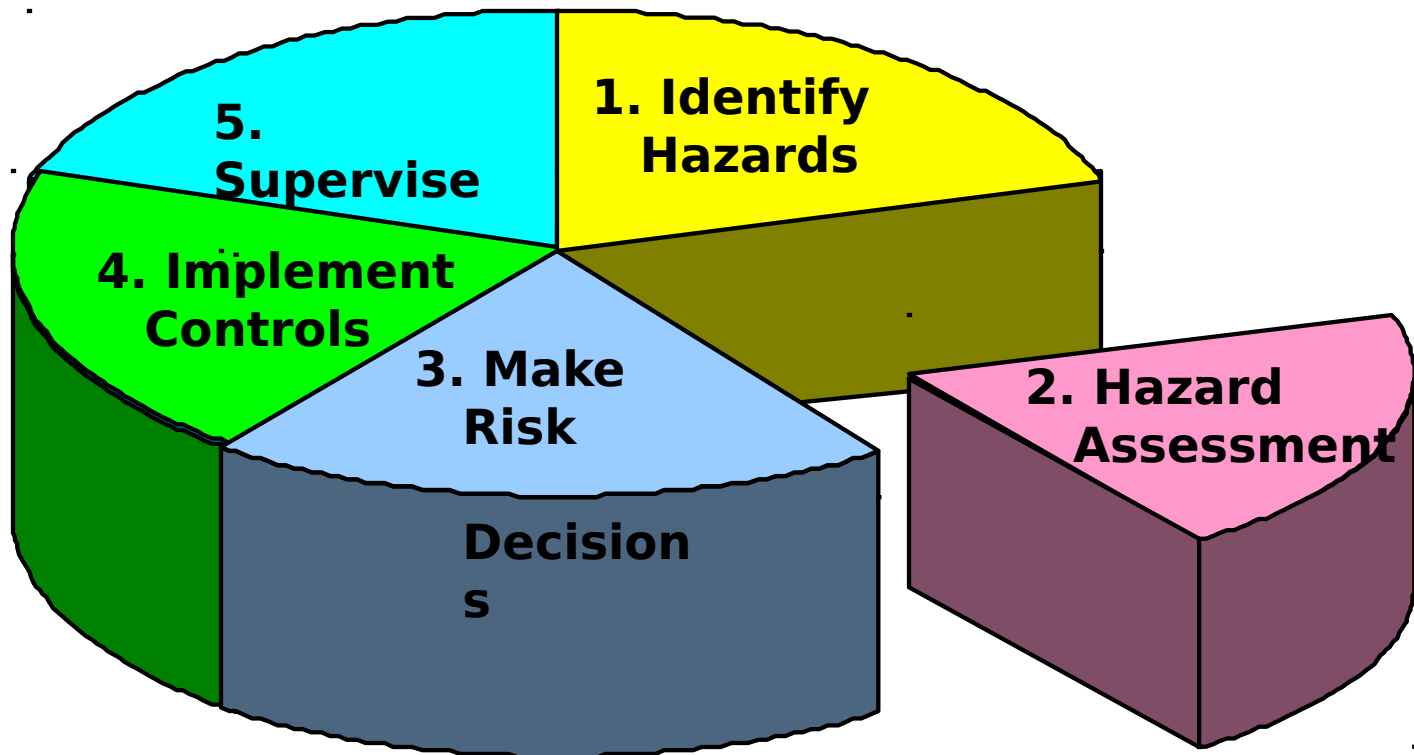 1. Identify
Hazards
2. Hazard
Assessment
3. Make
Risk
Decision
s
4. Implement
Controls
5.
Supervise